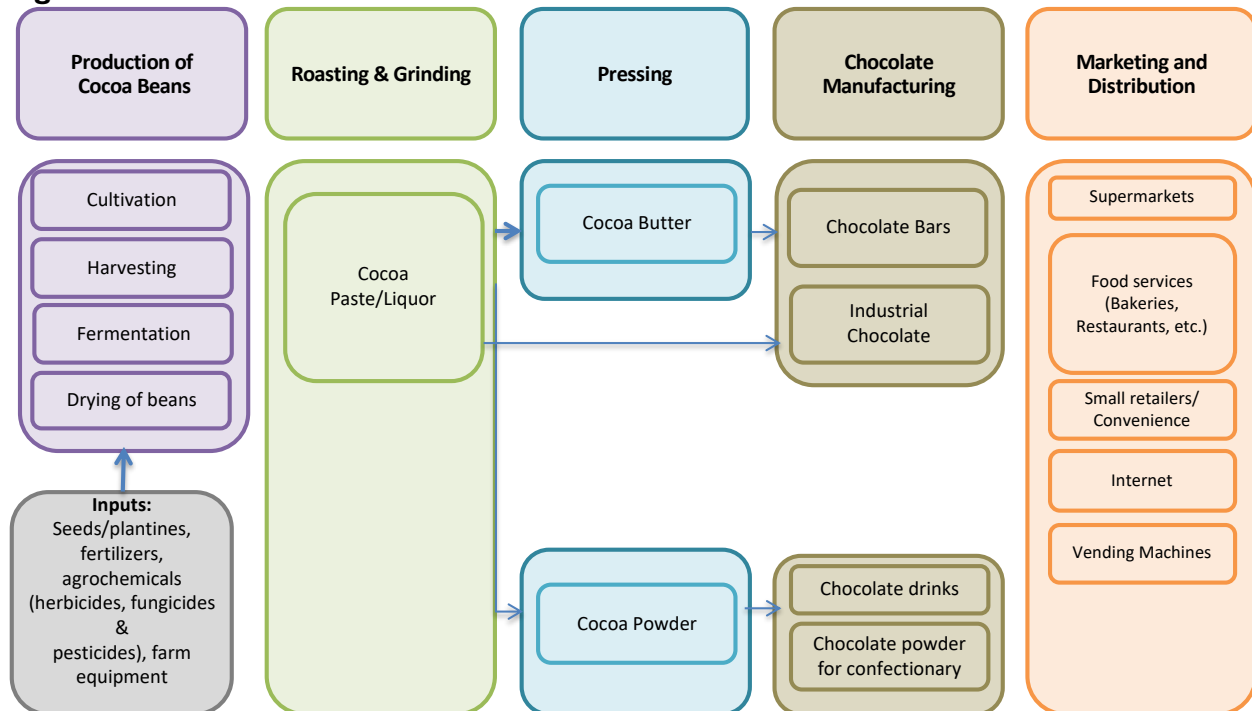 Production of
Cocoa Beans
Roasting & Grinding
Pressing
Chocolate
Manufacturing
Marketing and
Distribution
Cultivation
Harvesting
Fermentation
Drying of beans
Inputs:
Seeds/plantines,
fertilizers,
agrochemicals
(herbicides, fungicides
&
pesticides), farm
equipment
Cocoa
Paste/Liquor
Cocoa Butter
Cocoa Powder
Chocolate Bars
Industrial
Chocolate
Chocolate drinks
Chocolate powder
for confectionary
Supermarkets
Food services
(Bakeries,
Restaurants, etc.)
Small retailers/
Convenience
Internet
Vending Machines